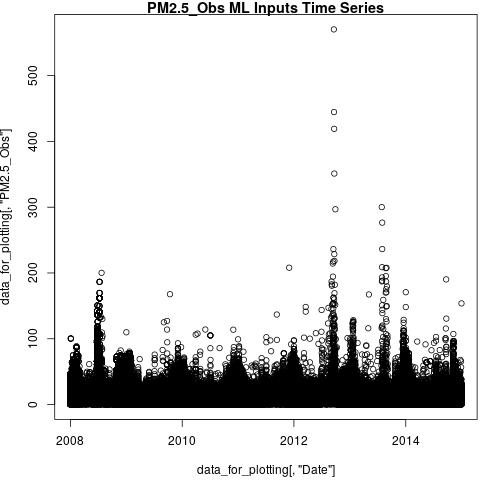 PM2.5_Obs ML Inputs Time Series
data_for_plotting[, "PM2.5_Obs"]
500
400
300
200
100
0
2008 2010 2012 2014
data_for_plotting[, "Date"]